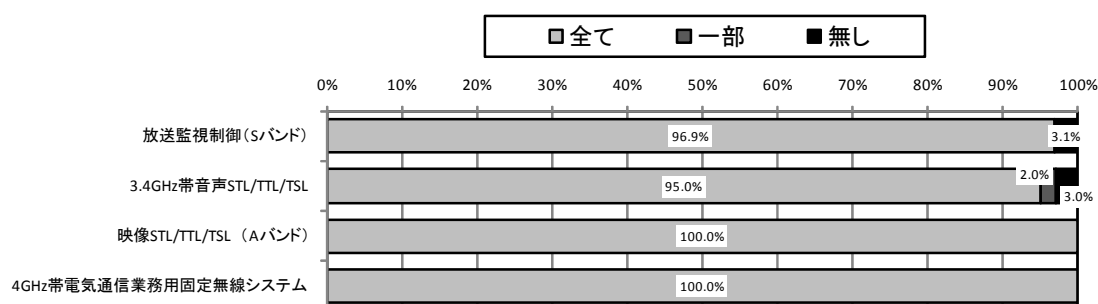 全て 一部 無し
0% 10% 20% 30% 40% 50% 60% 70% 80% 90% 100%
放送監視制御（Sバンド） 96.9% 3.1%
3.4GHz帯音声STL/TTL/TSL 95.0% 2.0% 3.0%
映像STL/TTL/TSL （Aバンド） 100.0%
4GHz帯電気通信業務用固定無線システム 100.0%